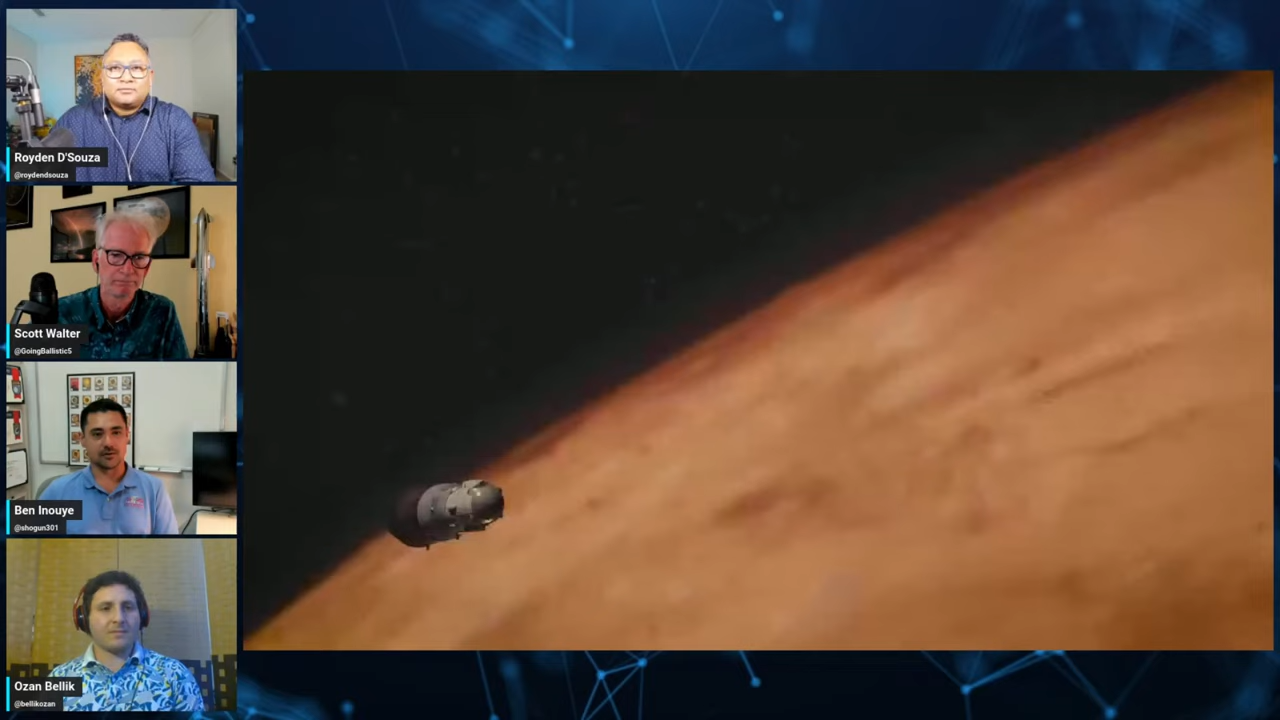 Royden D'Souza
@roydendsouza
Scott Walter
@GoingBallistic5
Ben Inouye
@shogun301
Ozan Bellik
@bellikozan